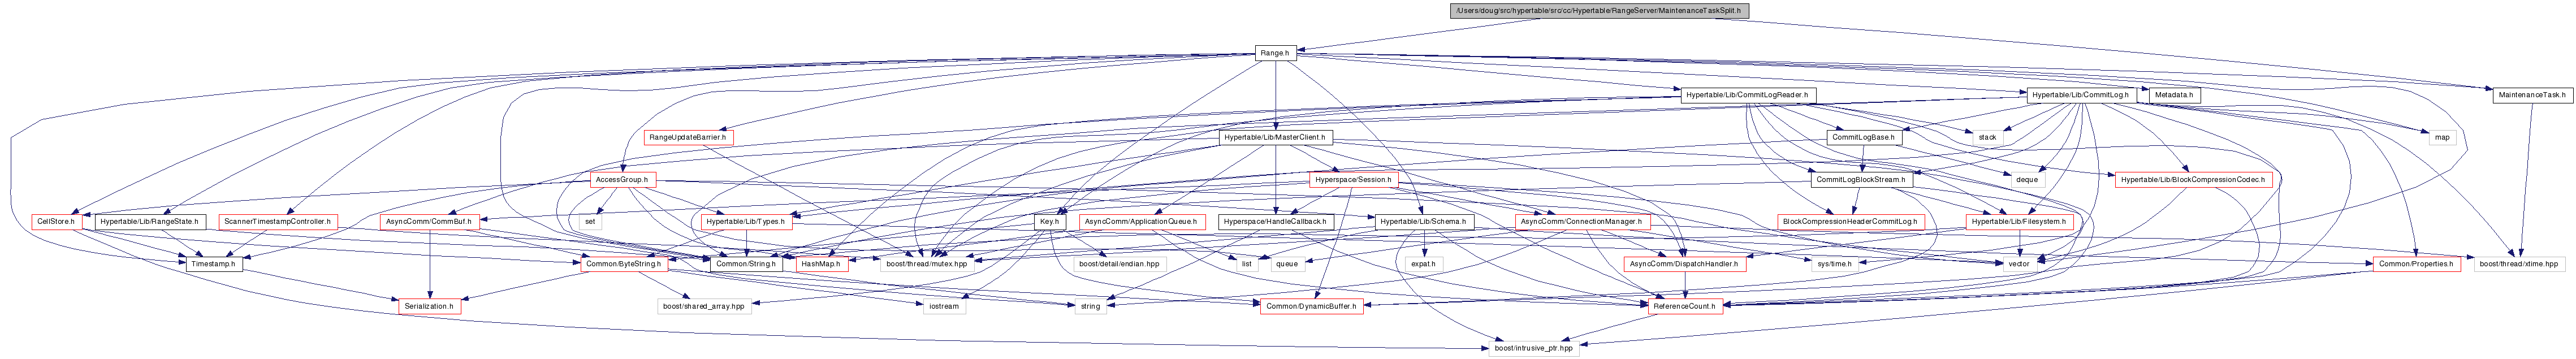 /Users/doug/src/hypertable/src/cc/Hypertable/RangeServer/MaintenanceTaskSplit.h
Range.h
Hypertable/Lib/CommitLogReader.h
Hypertable/Lib/CommitLog.h
Metadata.h
MaintenanceTask.h
RangeUpdateBarrier.h
Hypertable/Lib/MasterClient.h
CommitLogBase.h
stack
map
AccessGroup.h
Hyperspace/Session.h
CommitLogBlockStream.h
deque
Hypertable/Lib/BlockCompressionCodec.h
CellStore.h
Hypertable/Lib/RangeState.h
ScannerTimestampController.h
AsyncComm/CommBuf.h
set
Hypertable/Lib/Types.h
Key.h
AsyncComm/ApplicationQueue.h
Hyperspace/HandleCallback.h
Hypertable/Lib/Schema.h
AsyncComm/ConnectionManager.h
BlockCompressionHeaderCommitLog.h
Hypertable/Lib/Filesystem.h
Timestamp.h
Common/ByteString.h
Common/String.h
HashMap.h
boost/thread/mutex.hpp
boost/detail/endian.hpp
list
queue
expat.h
AsyncComm/DispatchHandler.h
sys/time.h
vector
Common/Properties.h
boost/thread/xtime.hpp
Serialization.h
boost/shared_array.hpp
iostream
string
Common/DynamicBuffer.h
ReferenceCount.h
boost/intrusive_ptr.hpp